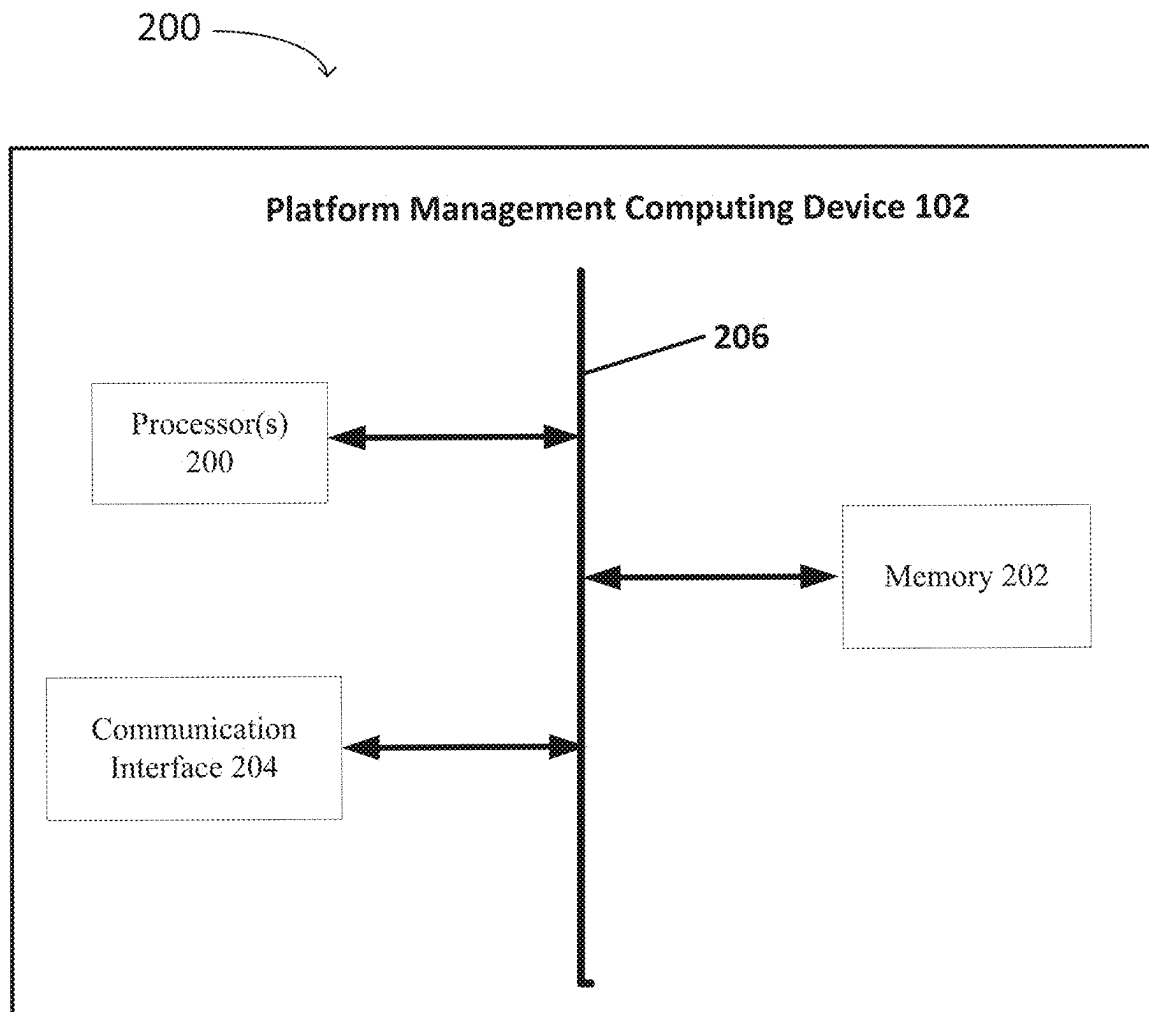 200
Platform Management Computing Device 102
206
Processor(s)
200
Memory 202
Communication
Interface 204